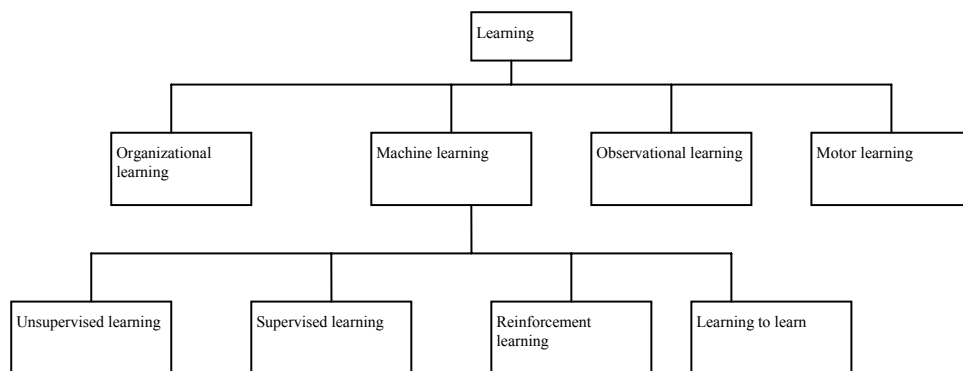 Learning
Organizational
learning
Machine learning
Observational learning
Motor learning
Unsupervised learning
Supervised learning
Reinforcement
learning
Learning to learn